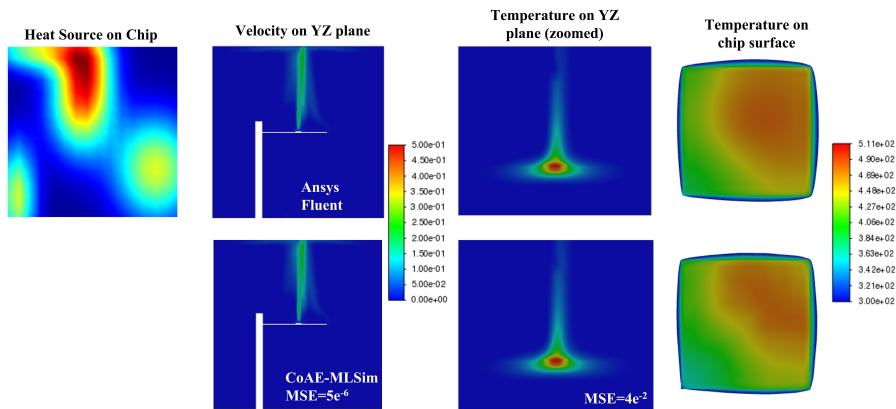 Heat Source on Chip
Velocity on YZ plane
Temperature on YZ
plane (zoomed)
Temperature on
chip surface
Ansys
Fluent
5.00e-01
4.50e-01
4.00e-01
3.50e-01
3.00e-01
2.50e-01
2.00e-01
1.50e-01
1.00e-01
5.00e-02
0.00e+00
5.11e+02
4.90e+02
4.69e+02
4.48e+02
4.27e+02
4.06e+02
3.84e+02
3.63e+02
3.42e+02
3.21e+02
3.00e+02
CoAE-MLSim
MSE=5e-6
MSE=4e-2